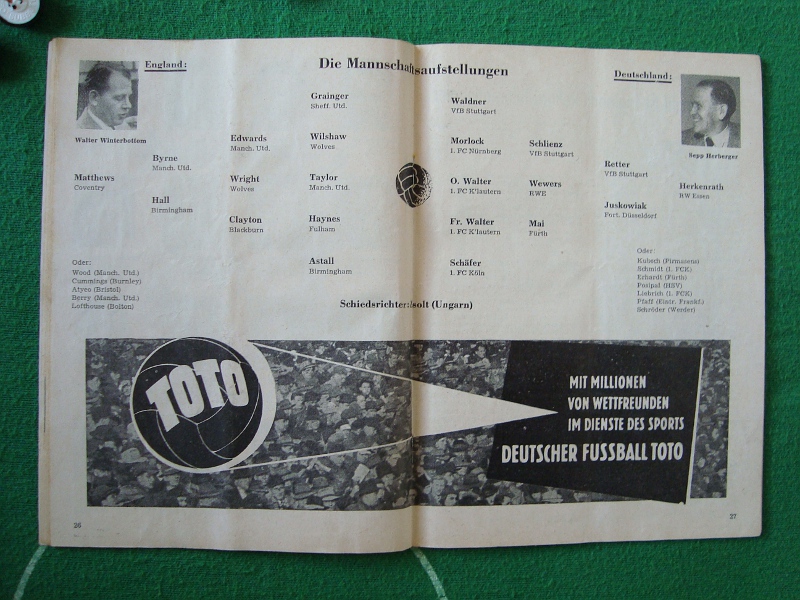 Die Mannschaftsaufstellungen
England:
Walter Winterbottom
Matthews
Coventry
Byrne
Manch. Utd.
Hall
Birmingham
Edwards
Manch. Utd.
Wright
Wolves
Clayton
Blackburn
Grainger
Sheff. Utd.
Wilshaw
Wolves
Taylor
Manch. Utd.
Haynes
Fulham
Astall
Birmingham
Oder:
Wood (Manch. Utd.)
Cummings (Burnley)
Atyeo (Bristol)
Berry (Manch. Utd.)
Lofthouse (Bolton)
Deutschland:
Sepp Herberger
Waldner
VfB Stuttgart
Morlock
1. FC Nürnberg
O. Walter
1. FC K'lautern
Fr. Walter
1. FC K'lautern
Schäfer
1. FC Köln
Schlienz
VfB Stuttgart
Wewers
RWE
Mai
Fürth
Retter
VfB Stuttgart
Juskowiak
Fort. Düsseldorf
Herkenrath
RW Essen
Oder:
Kubsch (Pirmasens)
Schmidt (1. FCK)
Erhardt (Fürth)
Posipal (HSV)
Liebrich (1. FCK)
Pfaff (Eintr. Frankf.)
Schröder (Werder)
Schiedsrichter: solt (Ungarn)
TOTO
MIT MILLIONEN
VON WETTFREUNDEN
IM DIENSTE DES SPORTS
DEUTSCHER FUSSBALL TOTO
26
27